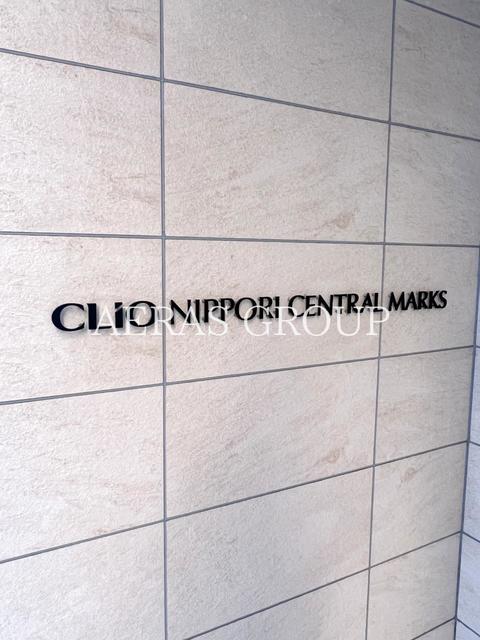 CLiO NIPPORI CENTRAL MARKS
AERAS GROUP